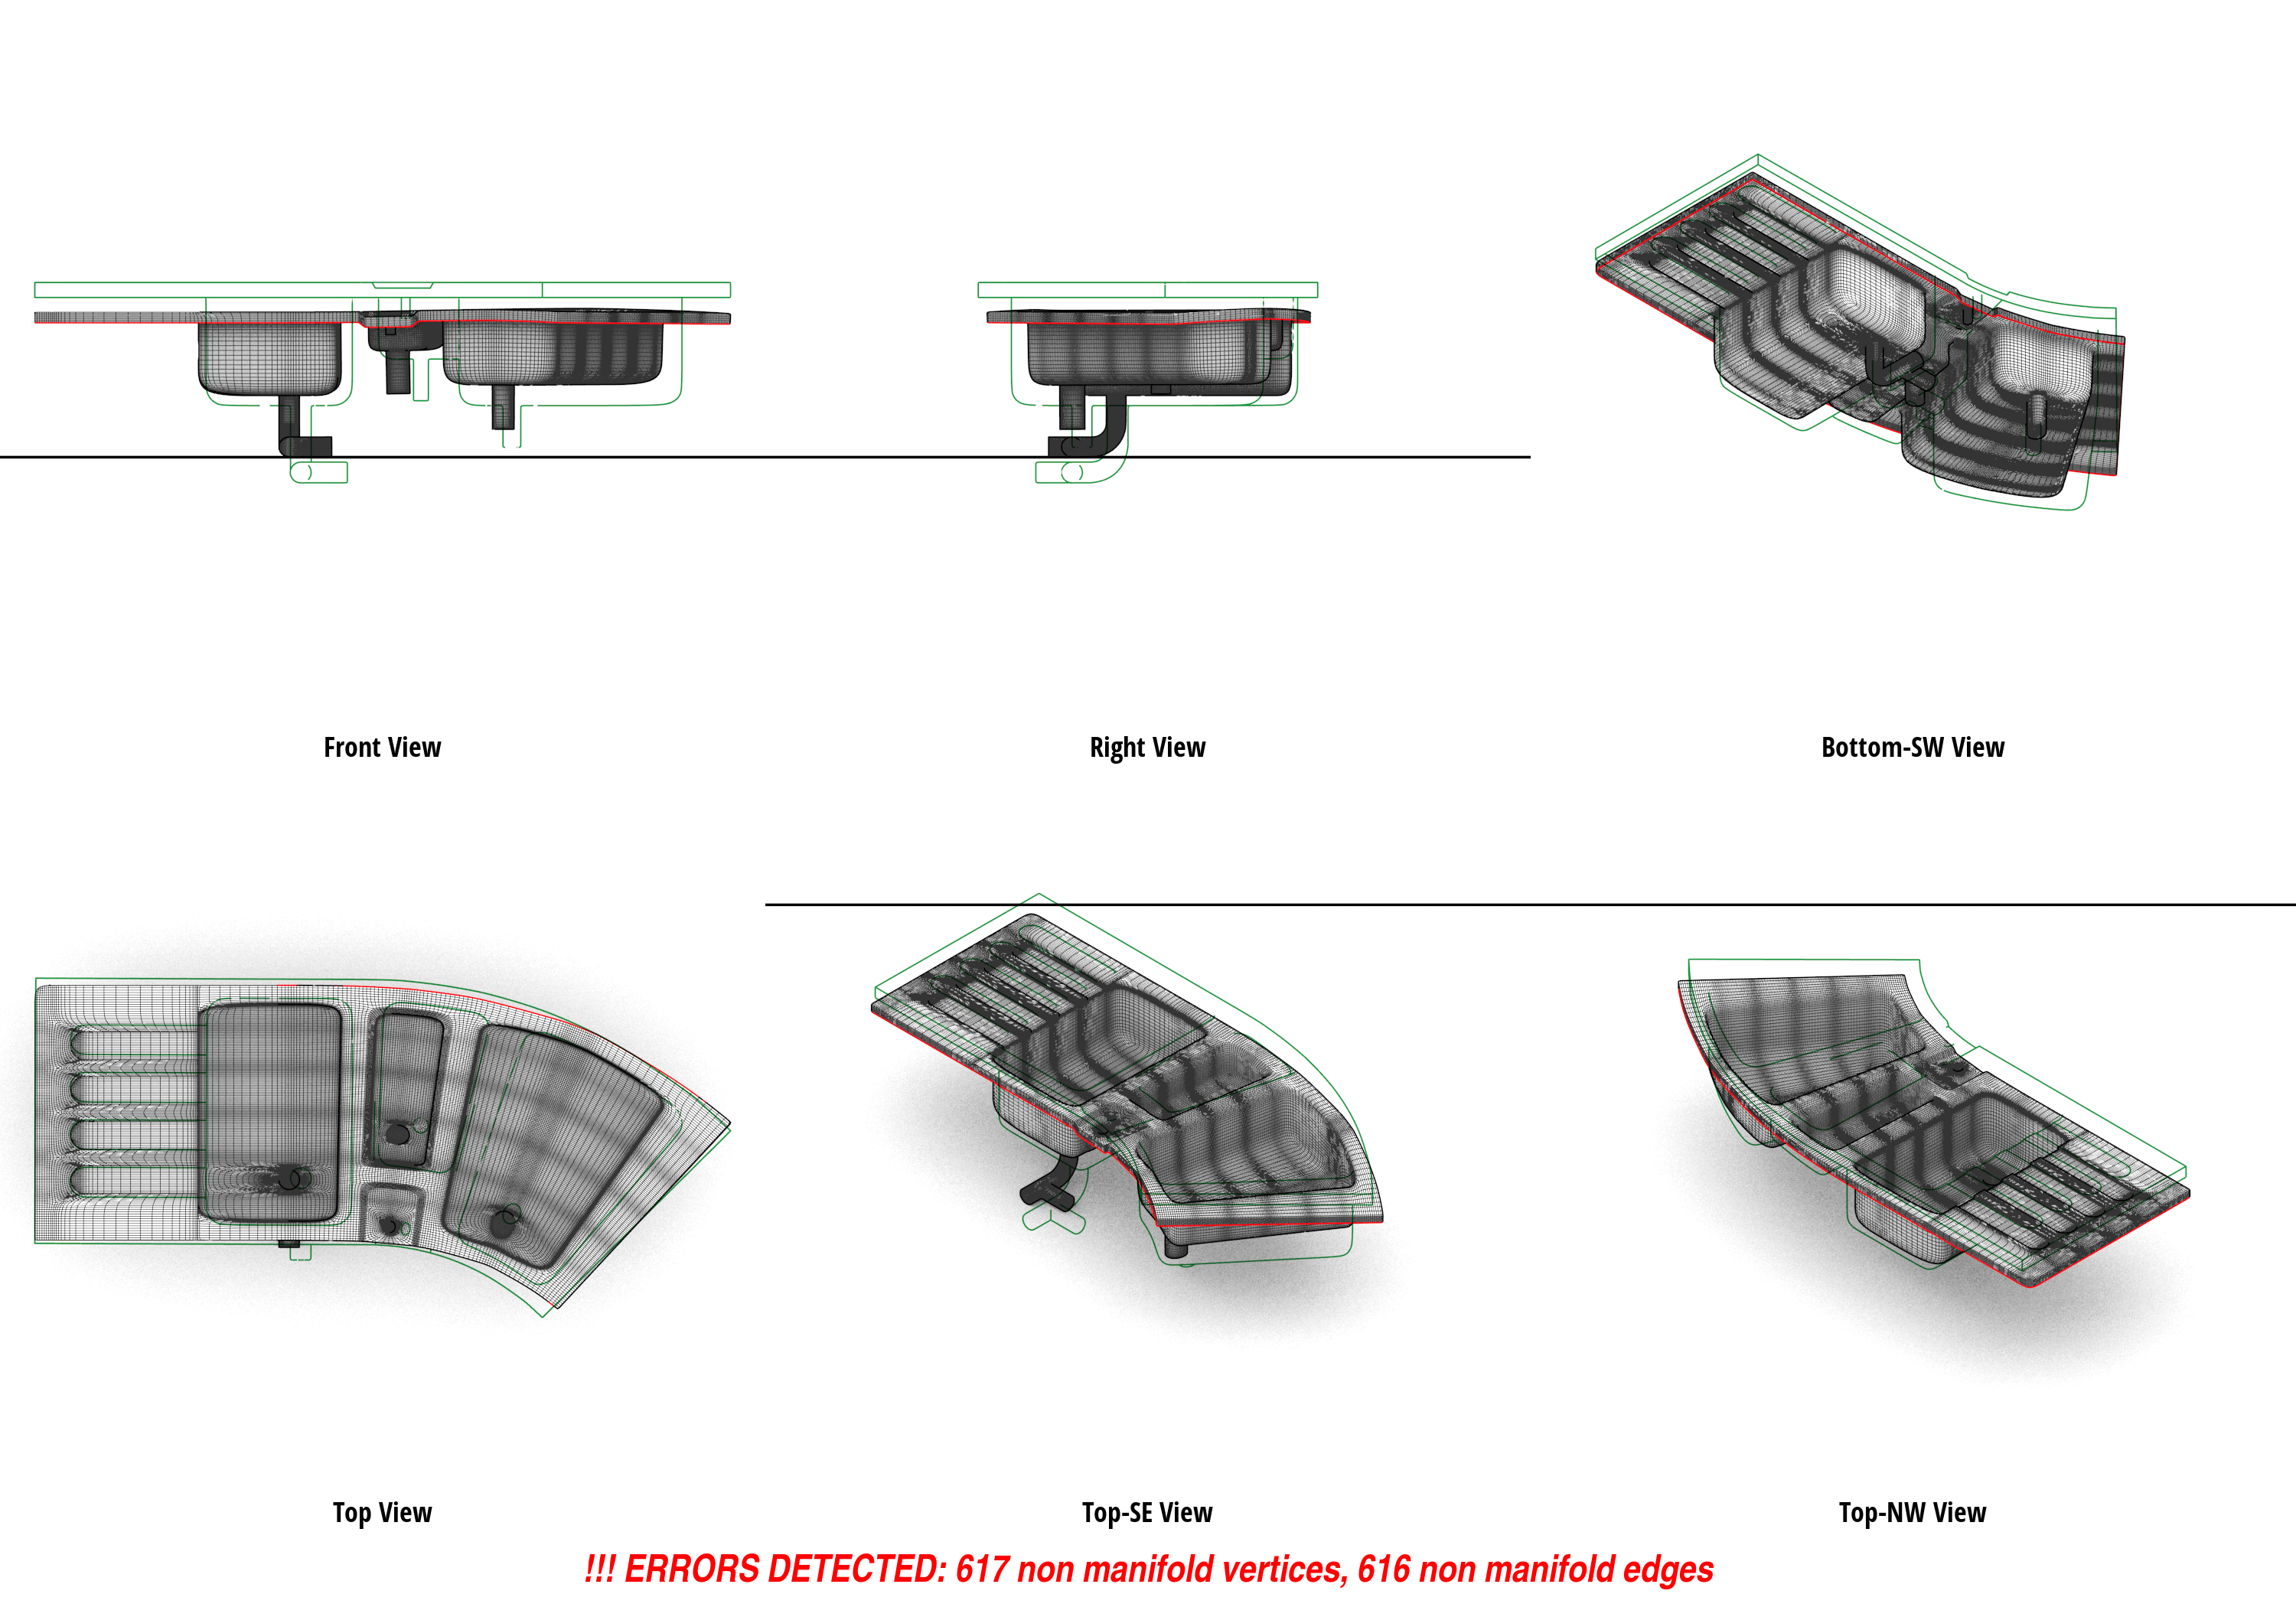 Front View
Right View
Bottom-SW View
Top View
Top-SE View
Top-NW View
!!! ERRORS DETECTED: 617 non manifold vertices, 616 non manifold edges